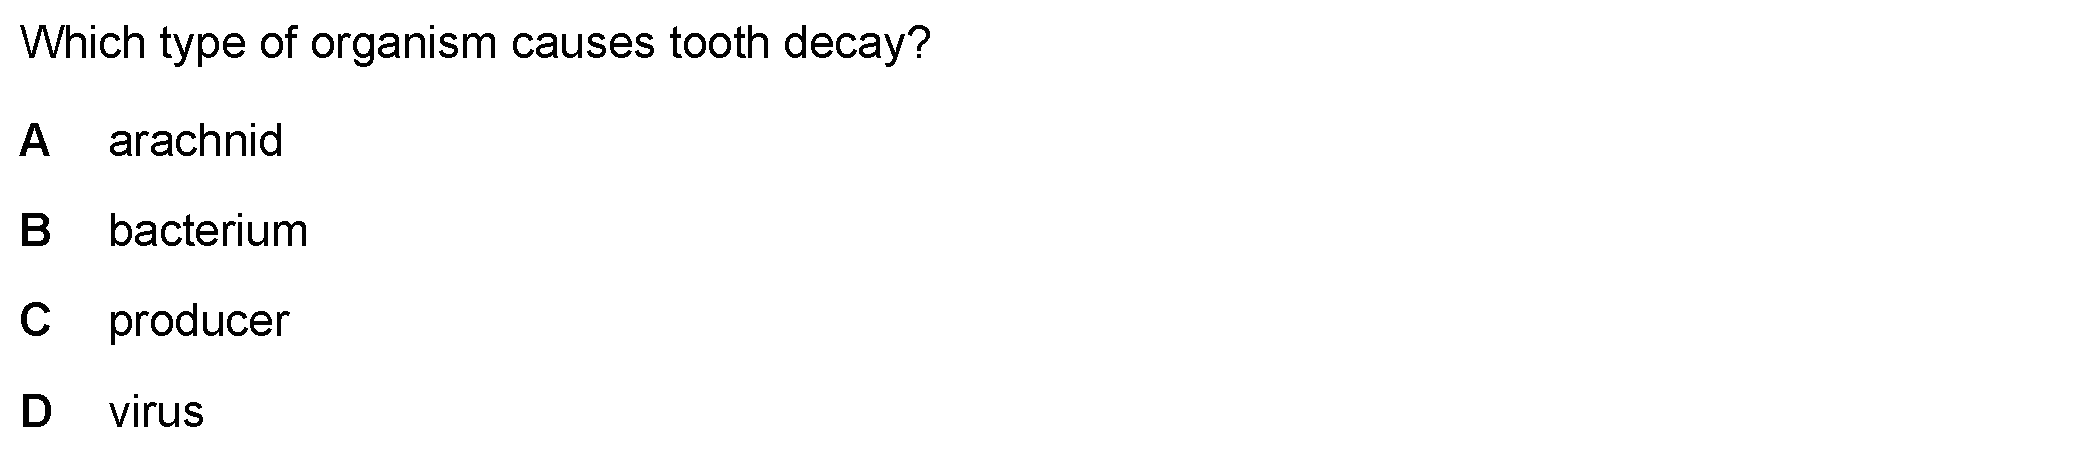 Which type of organism causes tooth decay?
A arachnid
B bacterium
C producer
D virus